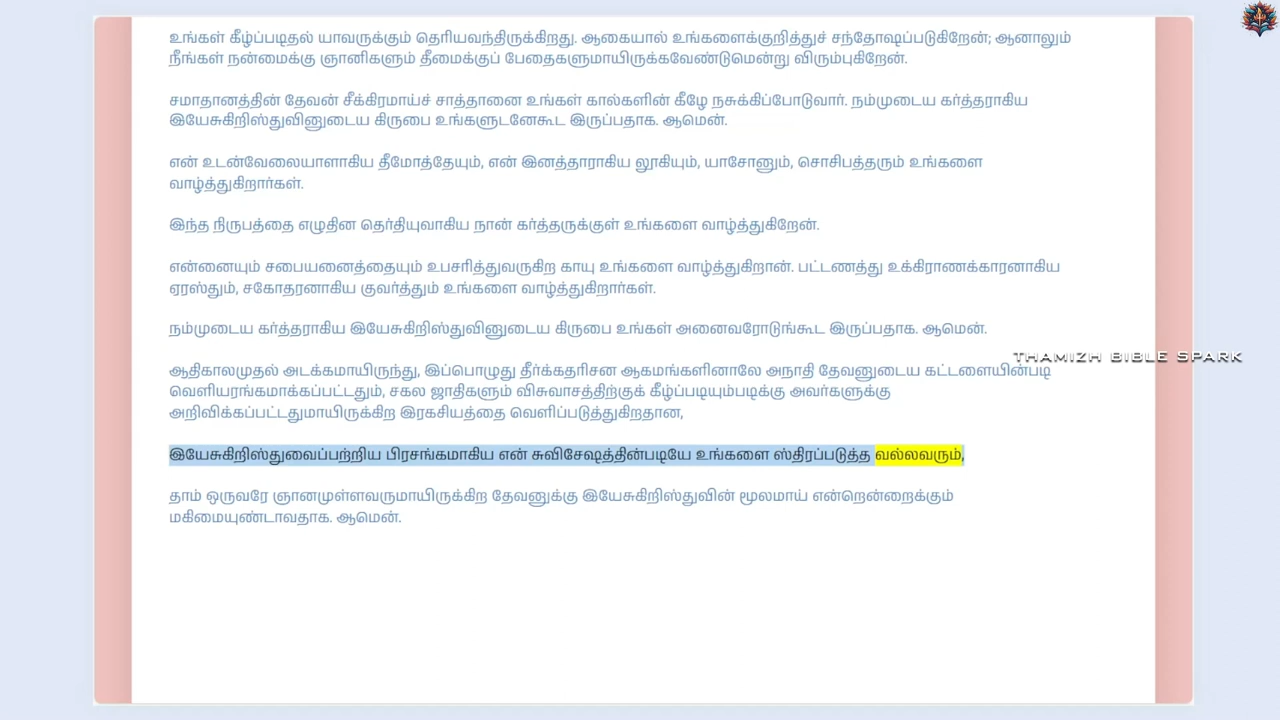 உங்கள் கீழ்ப்படிதல் யாவருக்கும் தெரியவந்திருக்கிறது. ஆகையால் உங்களைக்குறித்துச் சந்தோஷப்படுகிறேன்; ஆனாலும்
நீங்கள் நன்மைக்கு ஞானிகளும் தீமைக்குப் பேதைகளுமாயிருக்கவேண்டுமென்று விரும்புகிறேன்.
சமாதானத்தின் தேவன் சீக்கிரமாய்ச் சாத்தானை உங்கள் கால்களின் கீழே நசுக்கிப்போடுவார். நம்முடைய கர்த்தராகிய
இயேசுகிறிஸ்துவினுடைய கிருபை உங்களுடனேகூட இருப்பதாக. ஆமென்.
என் உடன்வேலையாளாகிய தீமோத்தேயும், என் இனத்தாராகிய லூகியும், யாசோனும், சொசிபத்தரும் உங்களை
வாழ்த்துகிறார்கள்.
இந்த நிருபத்தை எழுதின தெர்தியுவாகிய நான் கர்த்தருக்குள் உங்களை வாழ்த்துகிறேன்.
என்னையும் சபையனைத்தையும் உபசரித்துவருகிற காயு உங்களை வாழ்த்துகிறான். பட்டணத்து உக்கிராணக்காரனாகிய
ஏரஸ்தும், சகோதரனாகிய குவர்த்தும் உங்களை வாழ்த்துகிறார்கள்.
நம்முடைய கர்த்தராகிய இயேசுகிறிஸ்துவினுடைய கிருபை உங்கள் அனைவரோடுங்கூட இருப்பதாக. ஆமென்.
THAMIZH BIBLE SPARK
ஆதிகாலமுதல் அடக்கமாயிருந்து, இப்பொழுது தீர்க்கதரிசன ஆகமங்களினாலே அநாதி தேவனுடைய கட்டளையின்படி
வெளியரங்கமாக்கப்பட்டதும், சகல ஜாதிகளும் விசுவாசத்திற்குக் கீழ்ப்படியும்படிக்கு அவர்களுக்கு
அறிவிக்கப்பட்டதுமாயிருக்கிற இரகசியத்தை வெளிப்படுத்துகிறதான,
இயேசுகிறிஸ்துவைப்பற்றிய பிரசங்கமாகிய என் சுவிசேஷத்தின்படியே உங்களை ஸ்திரப்படுத்த வல்லவரும்,
தாம் ஒருவரே ஞானமுள்ளவருமாயிருக்கிற தேவனுக்கு இயேசுகிறிஸ்துவின் மூலமாய் என்றென்றைக்கும்
மகிமையுண்டாவதாக. ஆமென்.